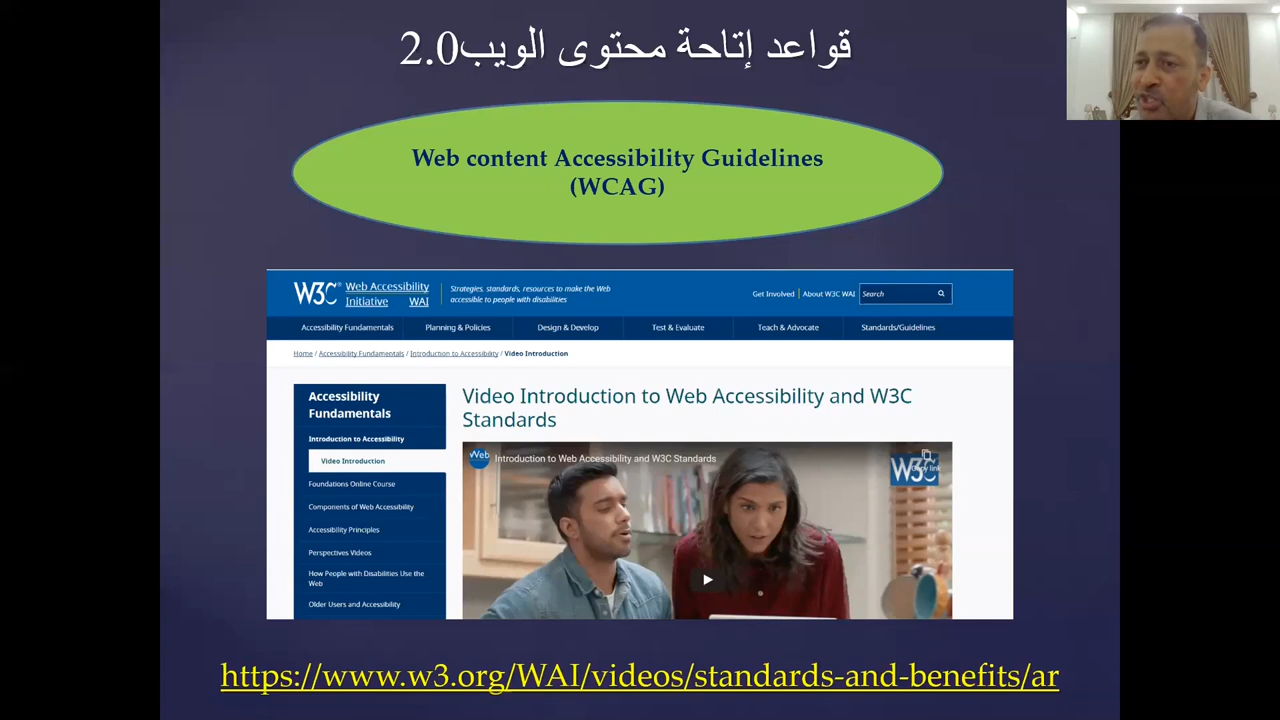 قواعد إتاحة محتوى الويب2.0
Web content Accessibility Guidelines
(WCAG)
W3C® Web Accessibility
Initiative WAI
Strategies, standards, resources to make the Web
accessible to people with disabilities
Get Involved | About W3C WAI
Search
Accessibility Fundamentals
Planning & Policies
Design & Develop
Test & Evaluate
Teach & Advocate
Standards/Guidelines
Home / Accessibility Fundamentals / Introduction to Accessibility / Video Introduction
Accessibility
Fundamentals
Introduction to Accessibility
Video Introduction
Foundations Online Course
Components of Web Accessibility
Accessibility Principles
Perspectives Videos
How People with Disabilities Use the
Web
Older Users and Accessibility
Video Introduction to Web Accessibility and W3C
Standards
Web
Introduction to Web Accessibility and W3C Standards
W3C
Copy link
https://www.w3.org/WAI/videos/standards-and-benefits/ar